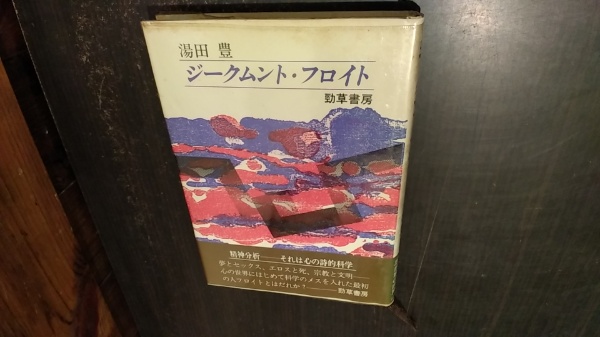 湯田 豊
ジークムント・フロイト
勁草書房
精神分析──それは心の詩的科学
夢とセックス、エロスと死、宗教と文明──
心の世界にはじめて科学のメスを入れた最初
の人フロイトとはだれか?──勁草書房